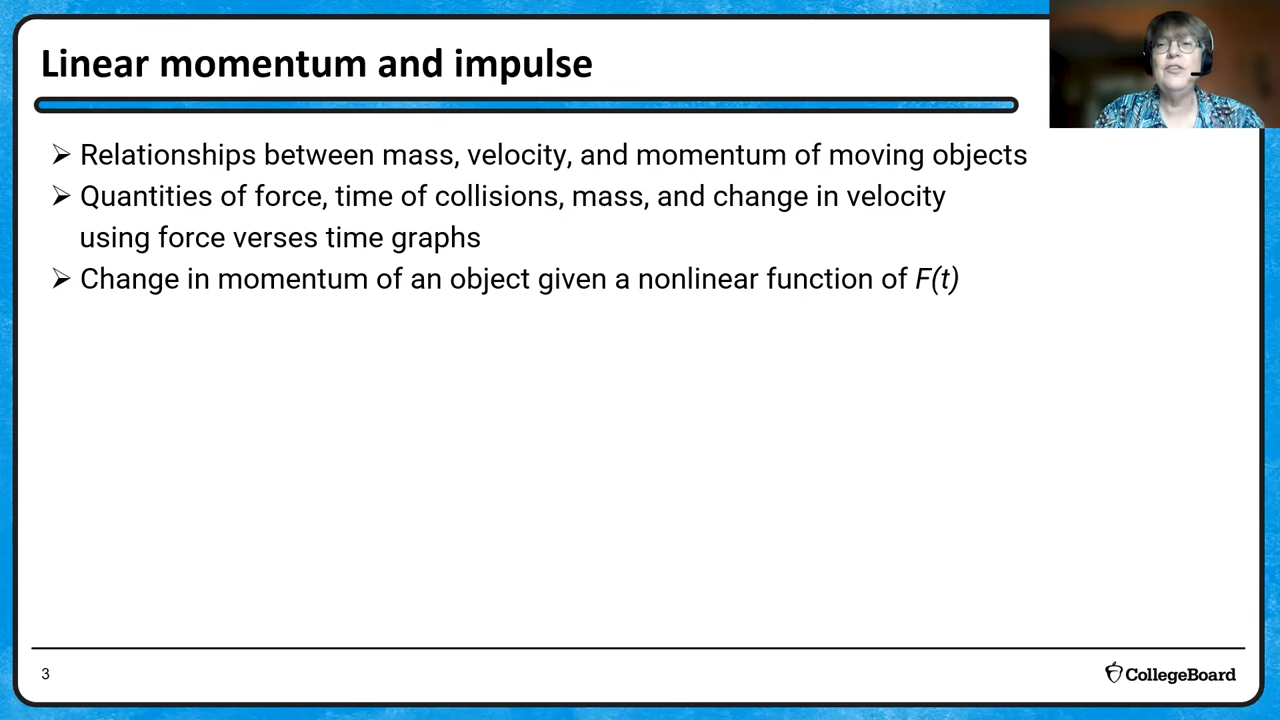 Linear momentum and impulse
➢ Relationships between mass, velocity, and momentum of moving objects
➢ Quantities of force, time of collisions, mass, and change in velocity
using force verses time graphs
➢ Change in momentum of an object given a nonlinear function of F(t)
3
CollegeBoard